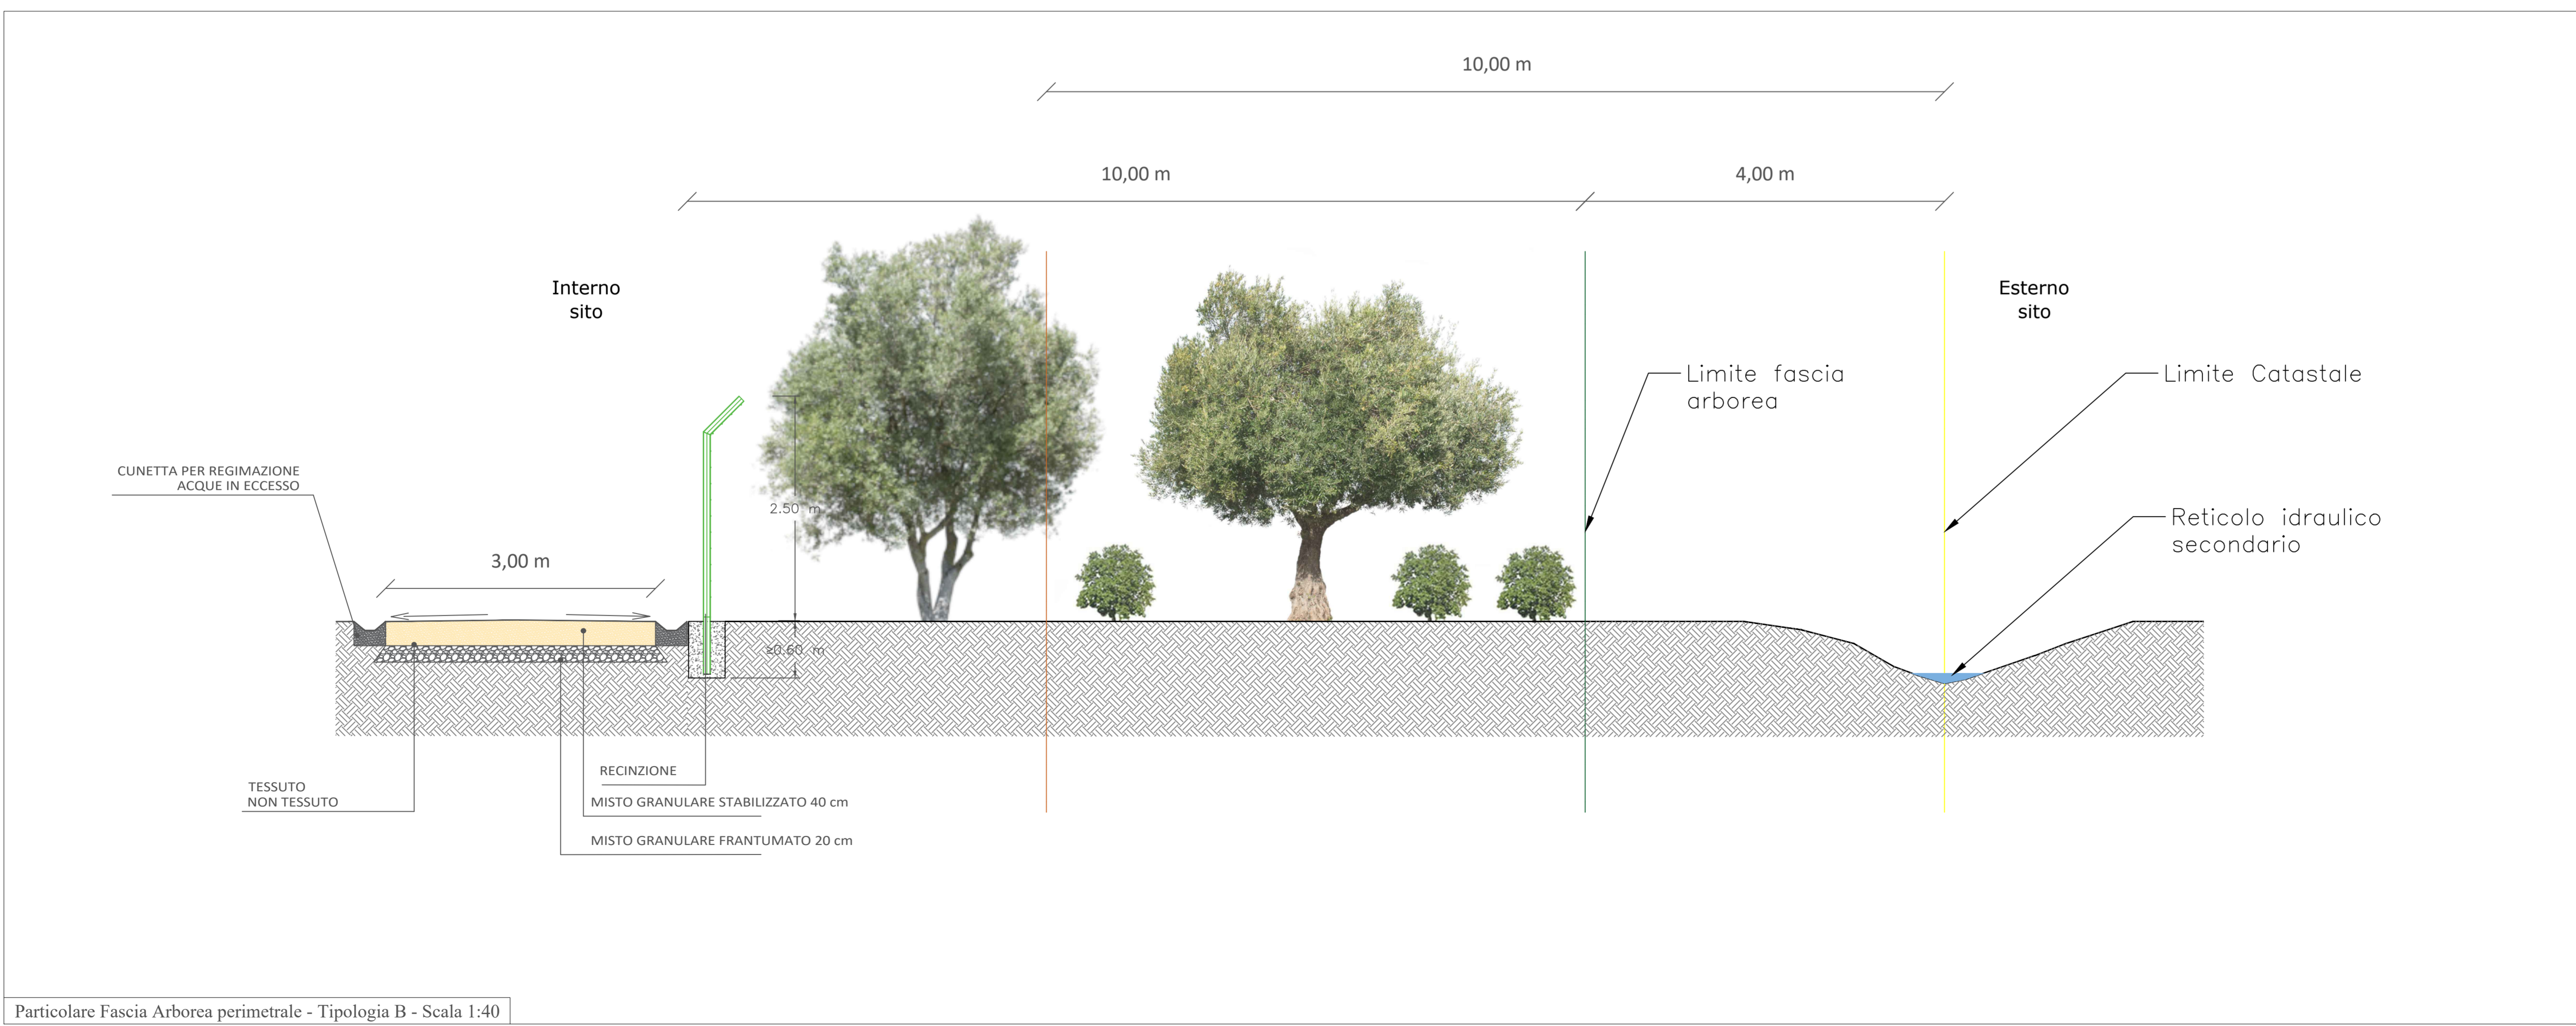 10,00 m
10,00 m
4,00 m
Interno
sito
Esterno
sito
Limite fascia
arborea
Limite Catastale
CUNETTA PER REGIMAZIONE
ACQUE IN ECCESSO
2.50 m
Reticolo idraulico
secondario
3,00 m
≥0.60 m
RECINZIONE
TESSUTO
NON TESSUTO
MISTO GRANULARE STABILIZZATO 40 cm
MISTO GRANULARE FRANTUMATO 20 cm
Particolare Fascia Arborea perimetrale - Tipologia B - Scala 1:40